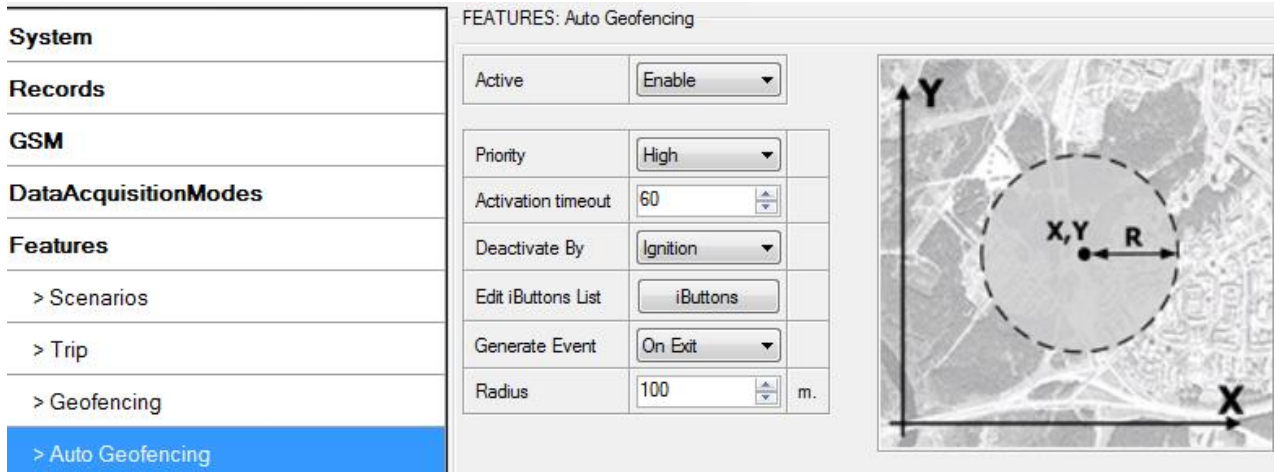 System
Records
GSM
DataAcquisitionModes
Features
> Scenarios
> Trip
> Geofencing
> Auto Geofencing
FEATURES: Auto Geofencing
Active Enable
Priority High
Activation timeout 60
Deactivate By Ignition
Edit iButtons List iButtons
Generate Event On Exit
Radius 100 m.
Y
X,Y R
X